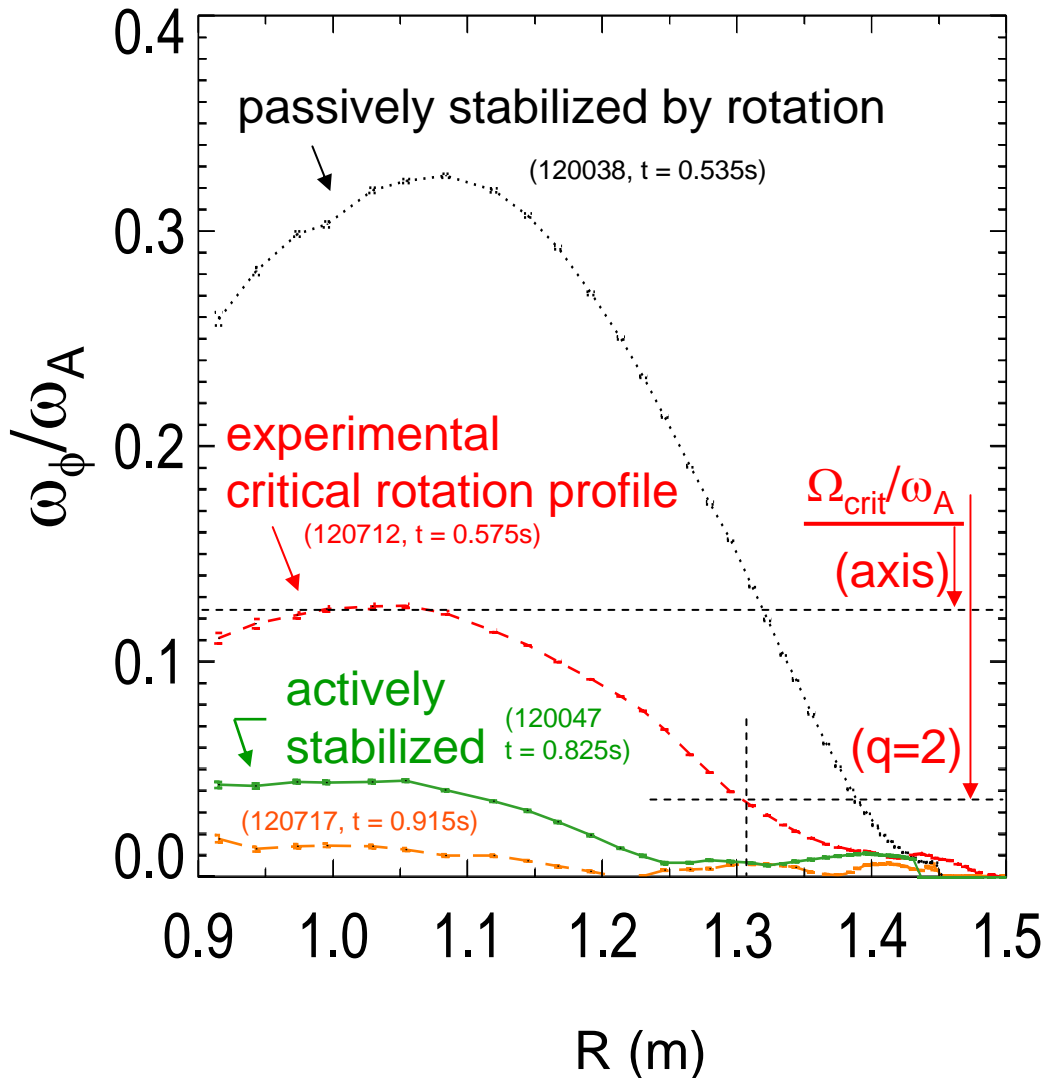 0.4
passively stabilized by rotation
(120038, t = 0.535s)
0.3
ωϕ/ωA
0.2
experimental
critical rotation profile
(120712, t = 0.575s)
Ωcrit/ωA
(axis)
0.1
actively
stabilized
(120047
t = 0.825s)
(q=2)
(120717, t = 0.915s)
0.0
0.9 1.0 1.1 1.2 1.3 1.4 1.5
R (m)